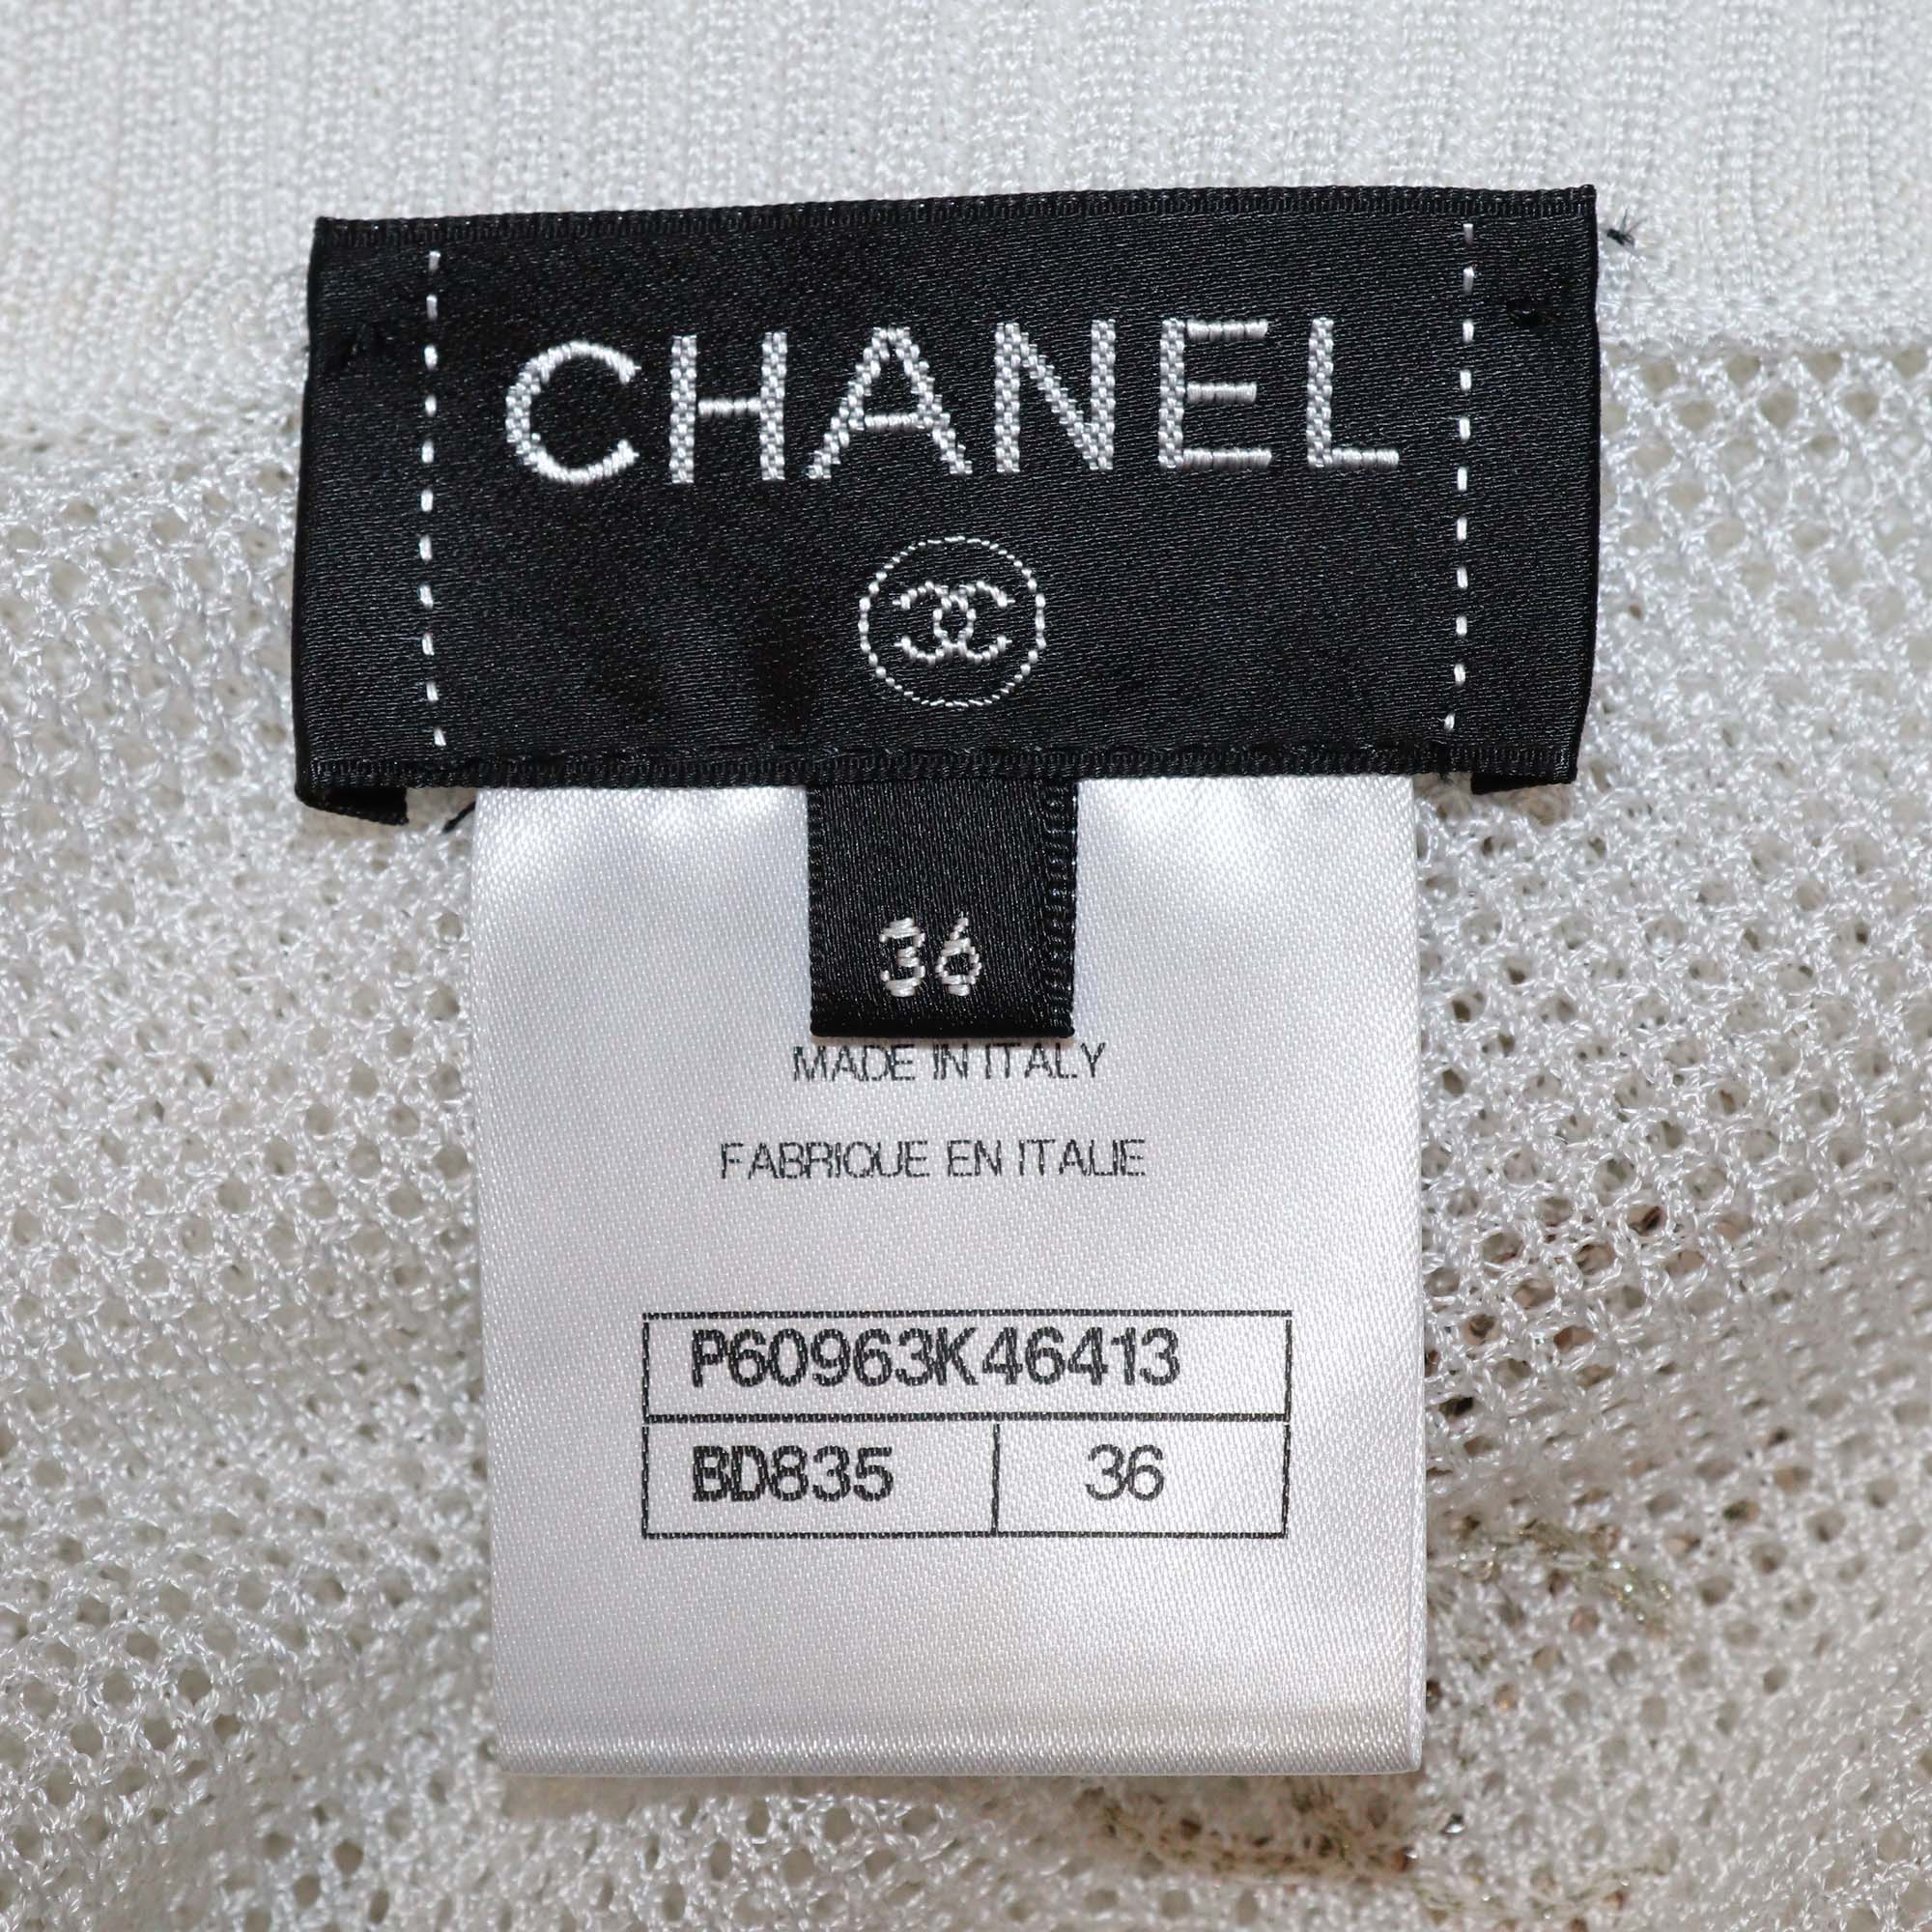 CHANEL
36
MADE IN ITALY
FABRIQUE EN ITALIE
P60963K46413
BD835 36